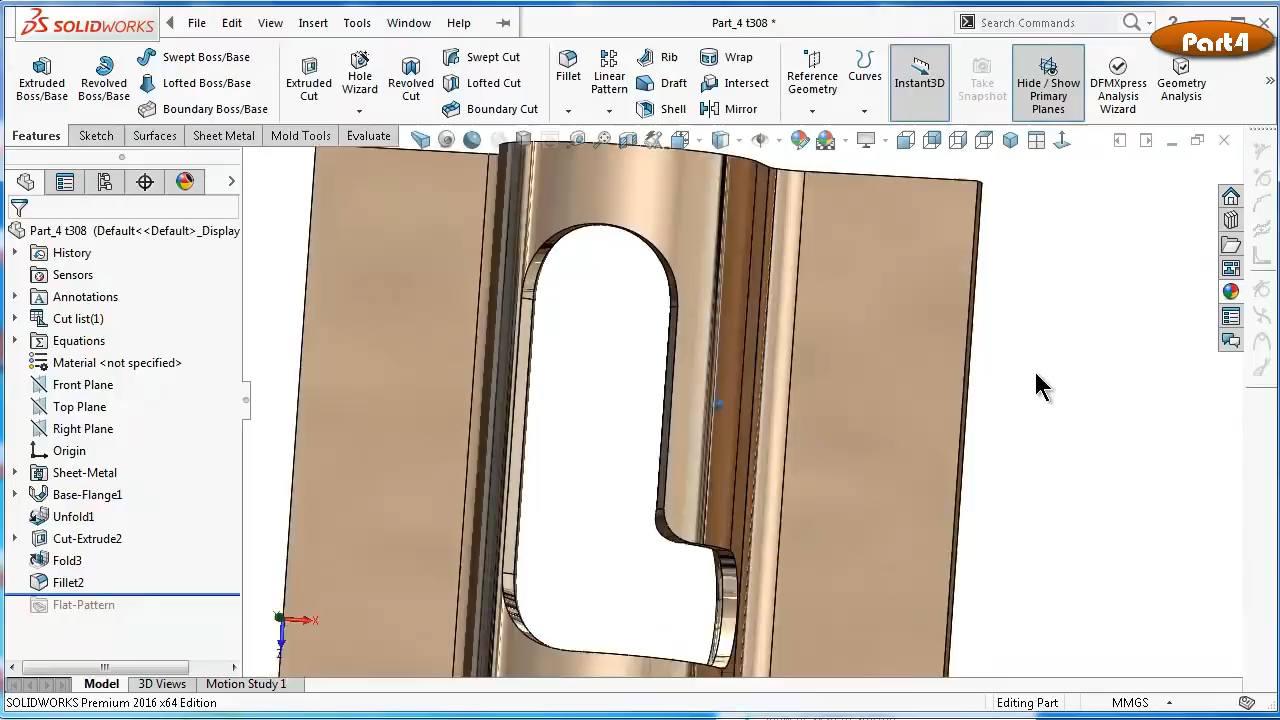 SOLIDWORKS File Edit View Insert Tools Window Help Part_4 t308 * Search Commands ?
Part4
Extruded Boss/Base Revolved Boss/Base Swept Boss/Base Lofted Boss/Base Boundary Boss/Base
Extruded Cut Hole Wizard Revolved Cut Swept Cut Lofted Cut Boundary Cut
Fillet Linear Pattern Rib Draft Shell Wrap Intersect Mirror
Reference Geometry Curves Instant3D Take Snapshot Hide / Show Primary Planes DFMXpress Analysis Wizard Geometry Analysis
Features Sketch Surfaces Sheet Metal Mold Tools Evaluate
Part_4 t308 (Default<<Default>_Display
History
Sensors
Annotations
Cut list(1)
Equations
Material <not specified>
Front Plane
Top Plane
Right Plane
Origin
Sheet-Metal
Base-Flange1
Unfold1
Cut-Extrude2
Fold3
Fillet2
Flat-Pattern
X
Z
Model 3D Views Motion Study 1
SOLIDWORKS Premium 2016 x64 Edition Editing Part MMGS